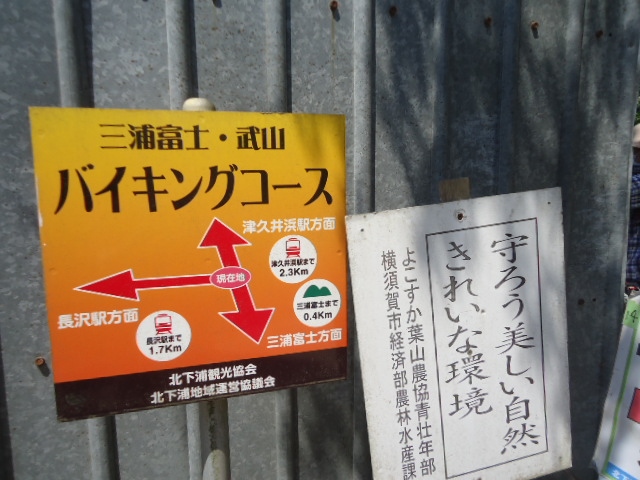 三浦富士・武山
バイキングコース
津久井浜駅方面
津久井浜駅まで
2.3Km
現在地
三浦富士まで
0.4Km
長沢駅方面
長沢駅まで
1.7Km
三浦富士方面
北下浦観光協会
北下浦地域運営協議会
守ろう美しい自然
きれいな環境
よこすか葉山農協青壮年部
横須賀市経済部農林水産課